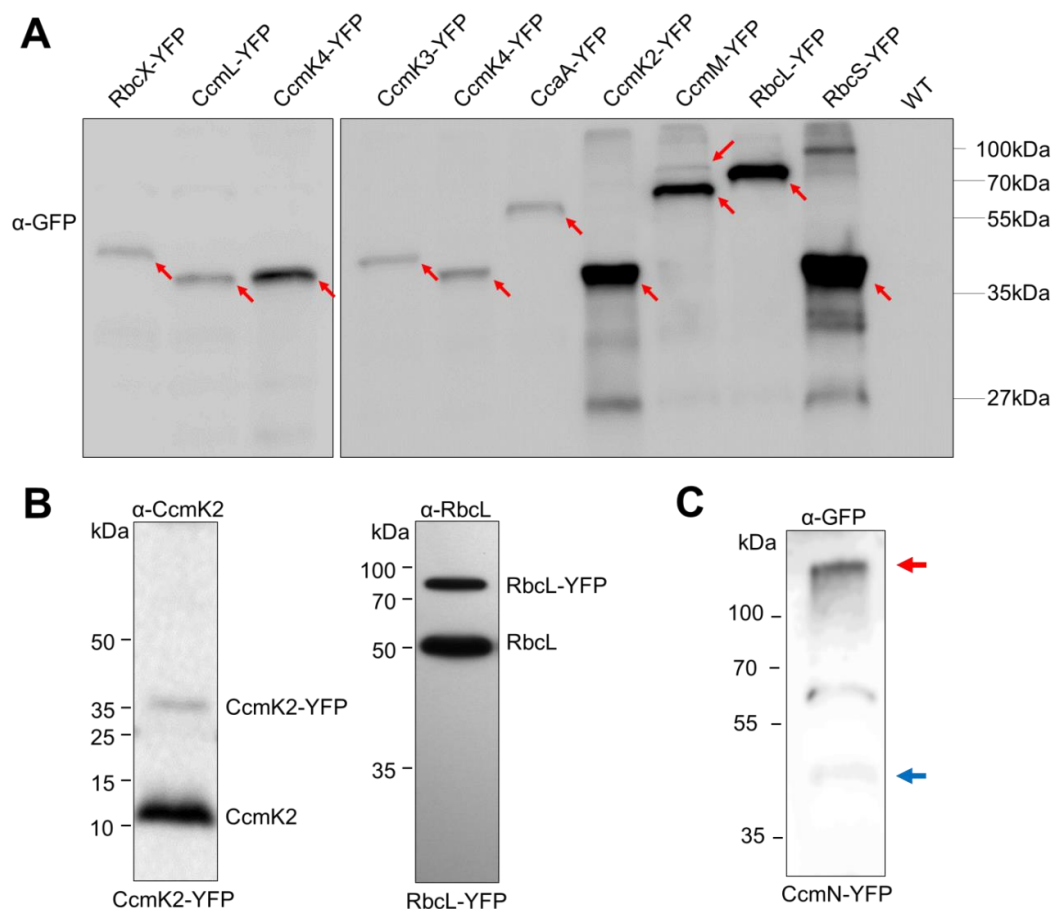 A
RbcX-YFP
CcmL-YFP
CcmK4-YFP
CcmK3-YFP
CcmK4-YFP
CcaA-YFP
CcmK2-YFP
CcmM-YFP
RbcL-YFP
RbcS-YFP
WT
α-GFP
100kDa
70kDa
55kDa
35kDa
27kDa
B
α-CcmK2
kDa
50
35
25
15
10
CcmK2-YFP
CcmK2
CcmK2-YFP
α-RbcL
100
70
50
35
RbcL-YFP
RbcL
RbcL-YFP
C
α-GFP
kDa
100
70
55
35
CcmN-YFP